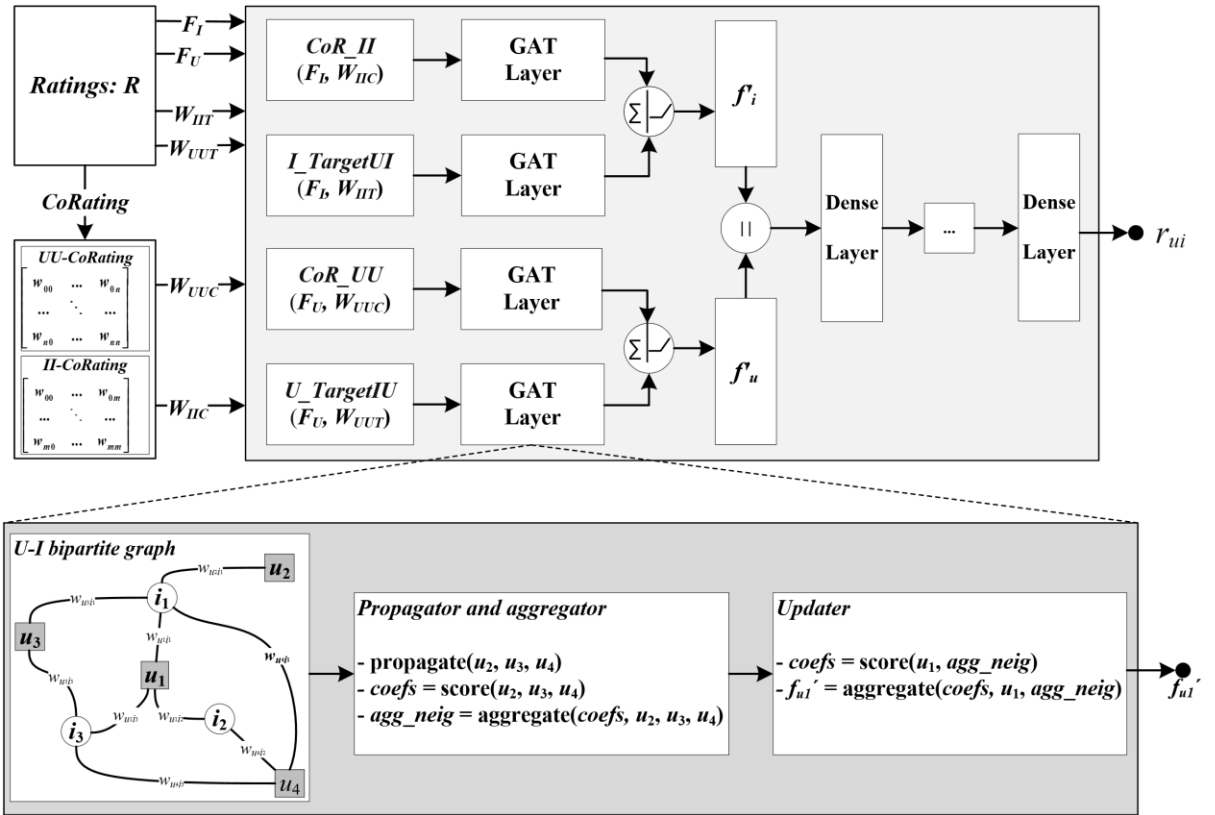 Ratings: R
F_I
F_U
W_IIT
W_UUT
CoRating
UU-CoRating
w_00 ... w_0n
... ⋱ ...
w_n0 ... w_nn
II-CoRating
w_00 ... w_0m
... ⋱ ...
w_m0 ... w_mm
W_UUC
W_IIC
CoR_II
(F_I, W_IIC)
GAT
Layer
I_TargetUI
(F_I, W_IIT)
GAT
Layer
CoR_UU
(F_U, W_UUC)
GAT
Layer
U_TargetIU
(F_U, W_UUT)
GAT
Layer
Σ
Σ
f'_i
||
f'_u
Dense
Layer
...
Dense
Layer
r_ui
U-I bipartite graph
u_2
i_1
u_3
u_1
i_2
i_3
u_4
Propagator and aggregator
- propagate(u_2, u_3, u_4)
- coefs = score(u_2, u_3, u_4)
- agg_neig = aggregate(coefs, u_2, u_3, u_4)
Updater
- coefs = score(u_1, agg_neig)
- f_u1′ = aggregate(coefs, u_1, agg_neig)
f_u1′